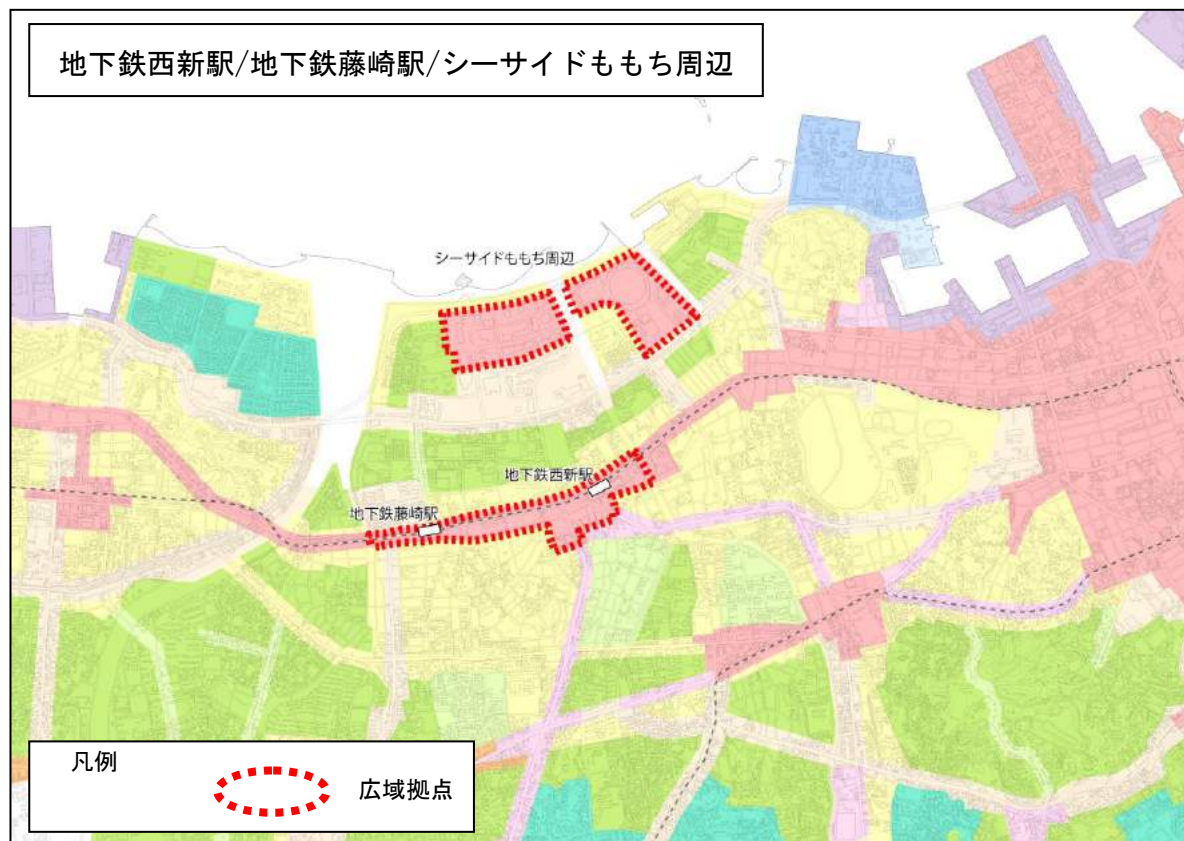 地下鉄西新駅/地下鉄藤崎駅/シーサイドももち周辺
シーサイドももち周辺
地下鉄西新駅
地下鉄藤崎駅
凡例
広域拠点